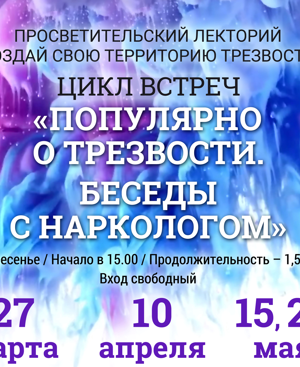 ПРОСВЕТИТЕЛЬСКИЙ ЛЕКТОРИЙ
ОЗДАЙ СВОЮ ТЕРРИТОРИЮ ТРЕЗВОСТ
ЦИКЛ ВСТРЕЧ
«ПОПУЛЯРНО
О ТРЕЗВОСТИ.
БЕСЕДЫ
С НАРКОЛОГОМ»
есенье / Начало в 15.00 / Продолжительность – 1,5
Вход свободный
27 10 15, 2
арта апреля мая